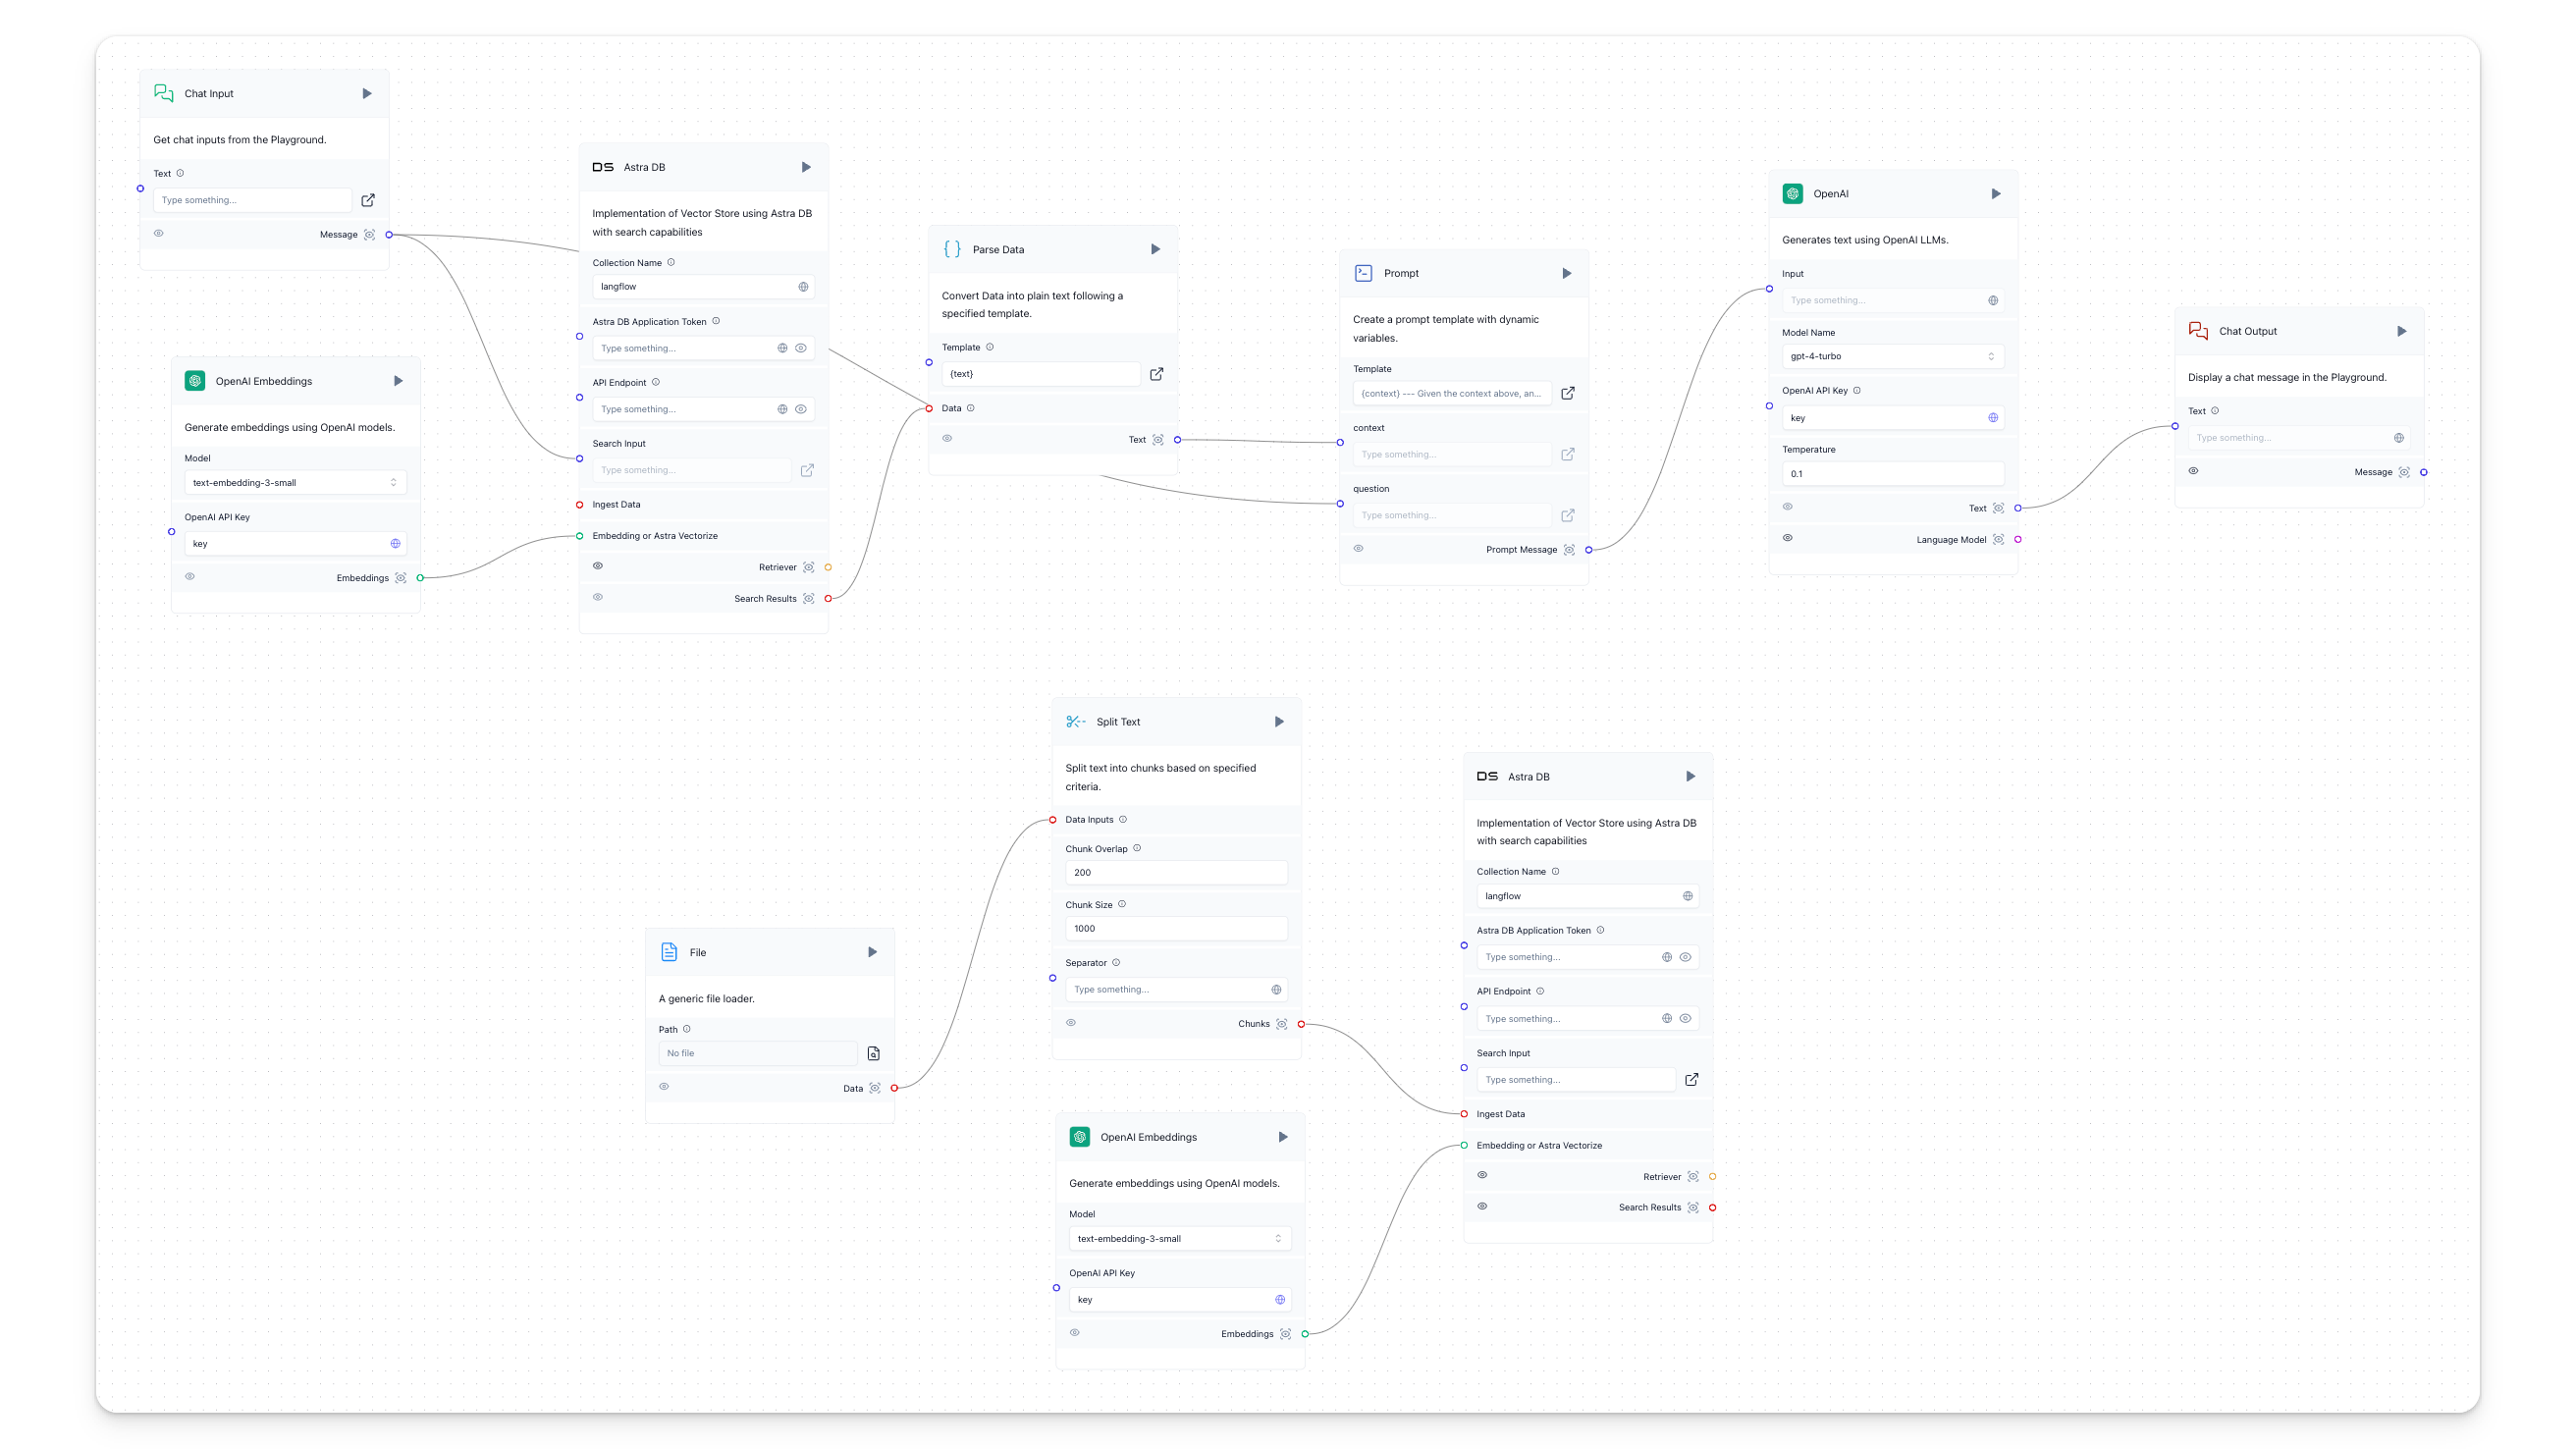 Chat Input
Get chat inputs from the Playground.
Text
Type something...
Message
OpenAI Embeddings
Generate embeddings using OpenAI models.
Model
text-embedding-3-small
OpenAI API Key
key
Embeddings
DS Astra DB
Implementation of Vector Store using Astra DB
with search capabilities
Collection Name
langflow
Astra DB Application Token
Type something...
API Endpoint
Type something...
Search Input
Type something...
Ingest Data
Embedding or Astra Vectorize
Retriever
Search Results
Parse Data
Convert Data into plain text following a
specified template.
Template
{text}
Data
Text
Prompt
Create a prompt template with dynamic
variables.
Template
{context} --- Given the context above, an...
context
Type something...
question
Type something...
Prompt Message
OpenAI
Generates text using OpenAI LLMs.
Input
Type something...
Model Name
gpt-4-turbo
OpenAI API Key
key
Temperature
0.1
Text
Language Model
Chat Output
Display a chat message in the Playground.
Text
Type something...
Message
File
A generic file loader.
Path
No file
Data
Split Text
Split text into chunks based on specified
criteria.
Data Inputs
Chunk Overlap
200
Chunk Size
1000
Separator
Type something...
Chunks
OpenAI Embeddings
Generate embeddings using OpenAI models.
Model
text-embedding-3-small
OpenAI API Key
key
Embeddings
DS Astra DB
Implementation of Vector Store using Astra DB
with search capabilities
Collection Name
langflow
Astra DB Application Token
Type something...
API Endpoint
Type something...
Search Input
Type something...
Ingest Data
Embedding or Astra Vectorize
Retriever
Search Results